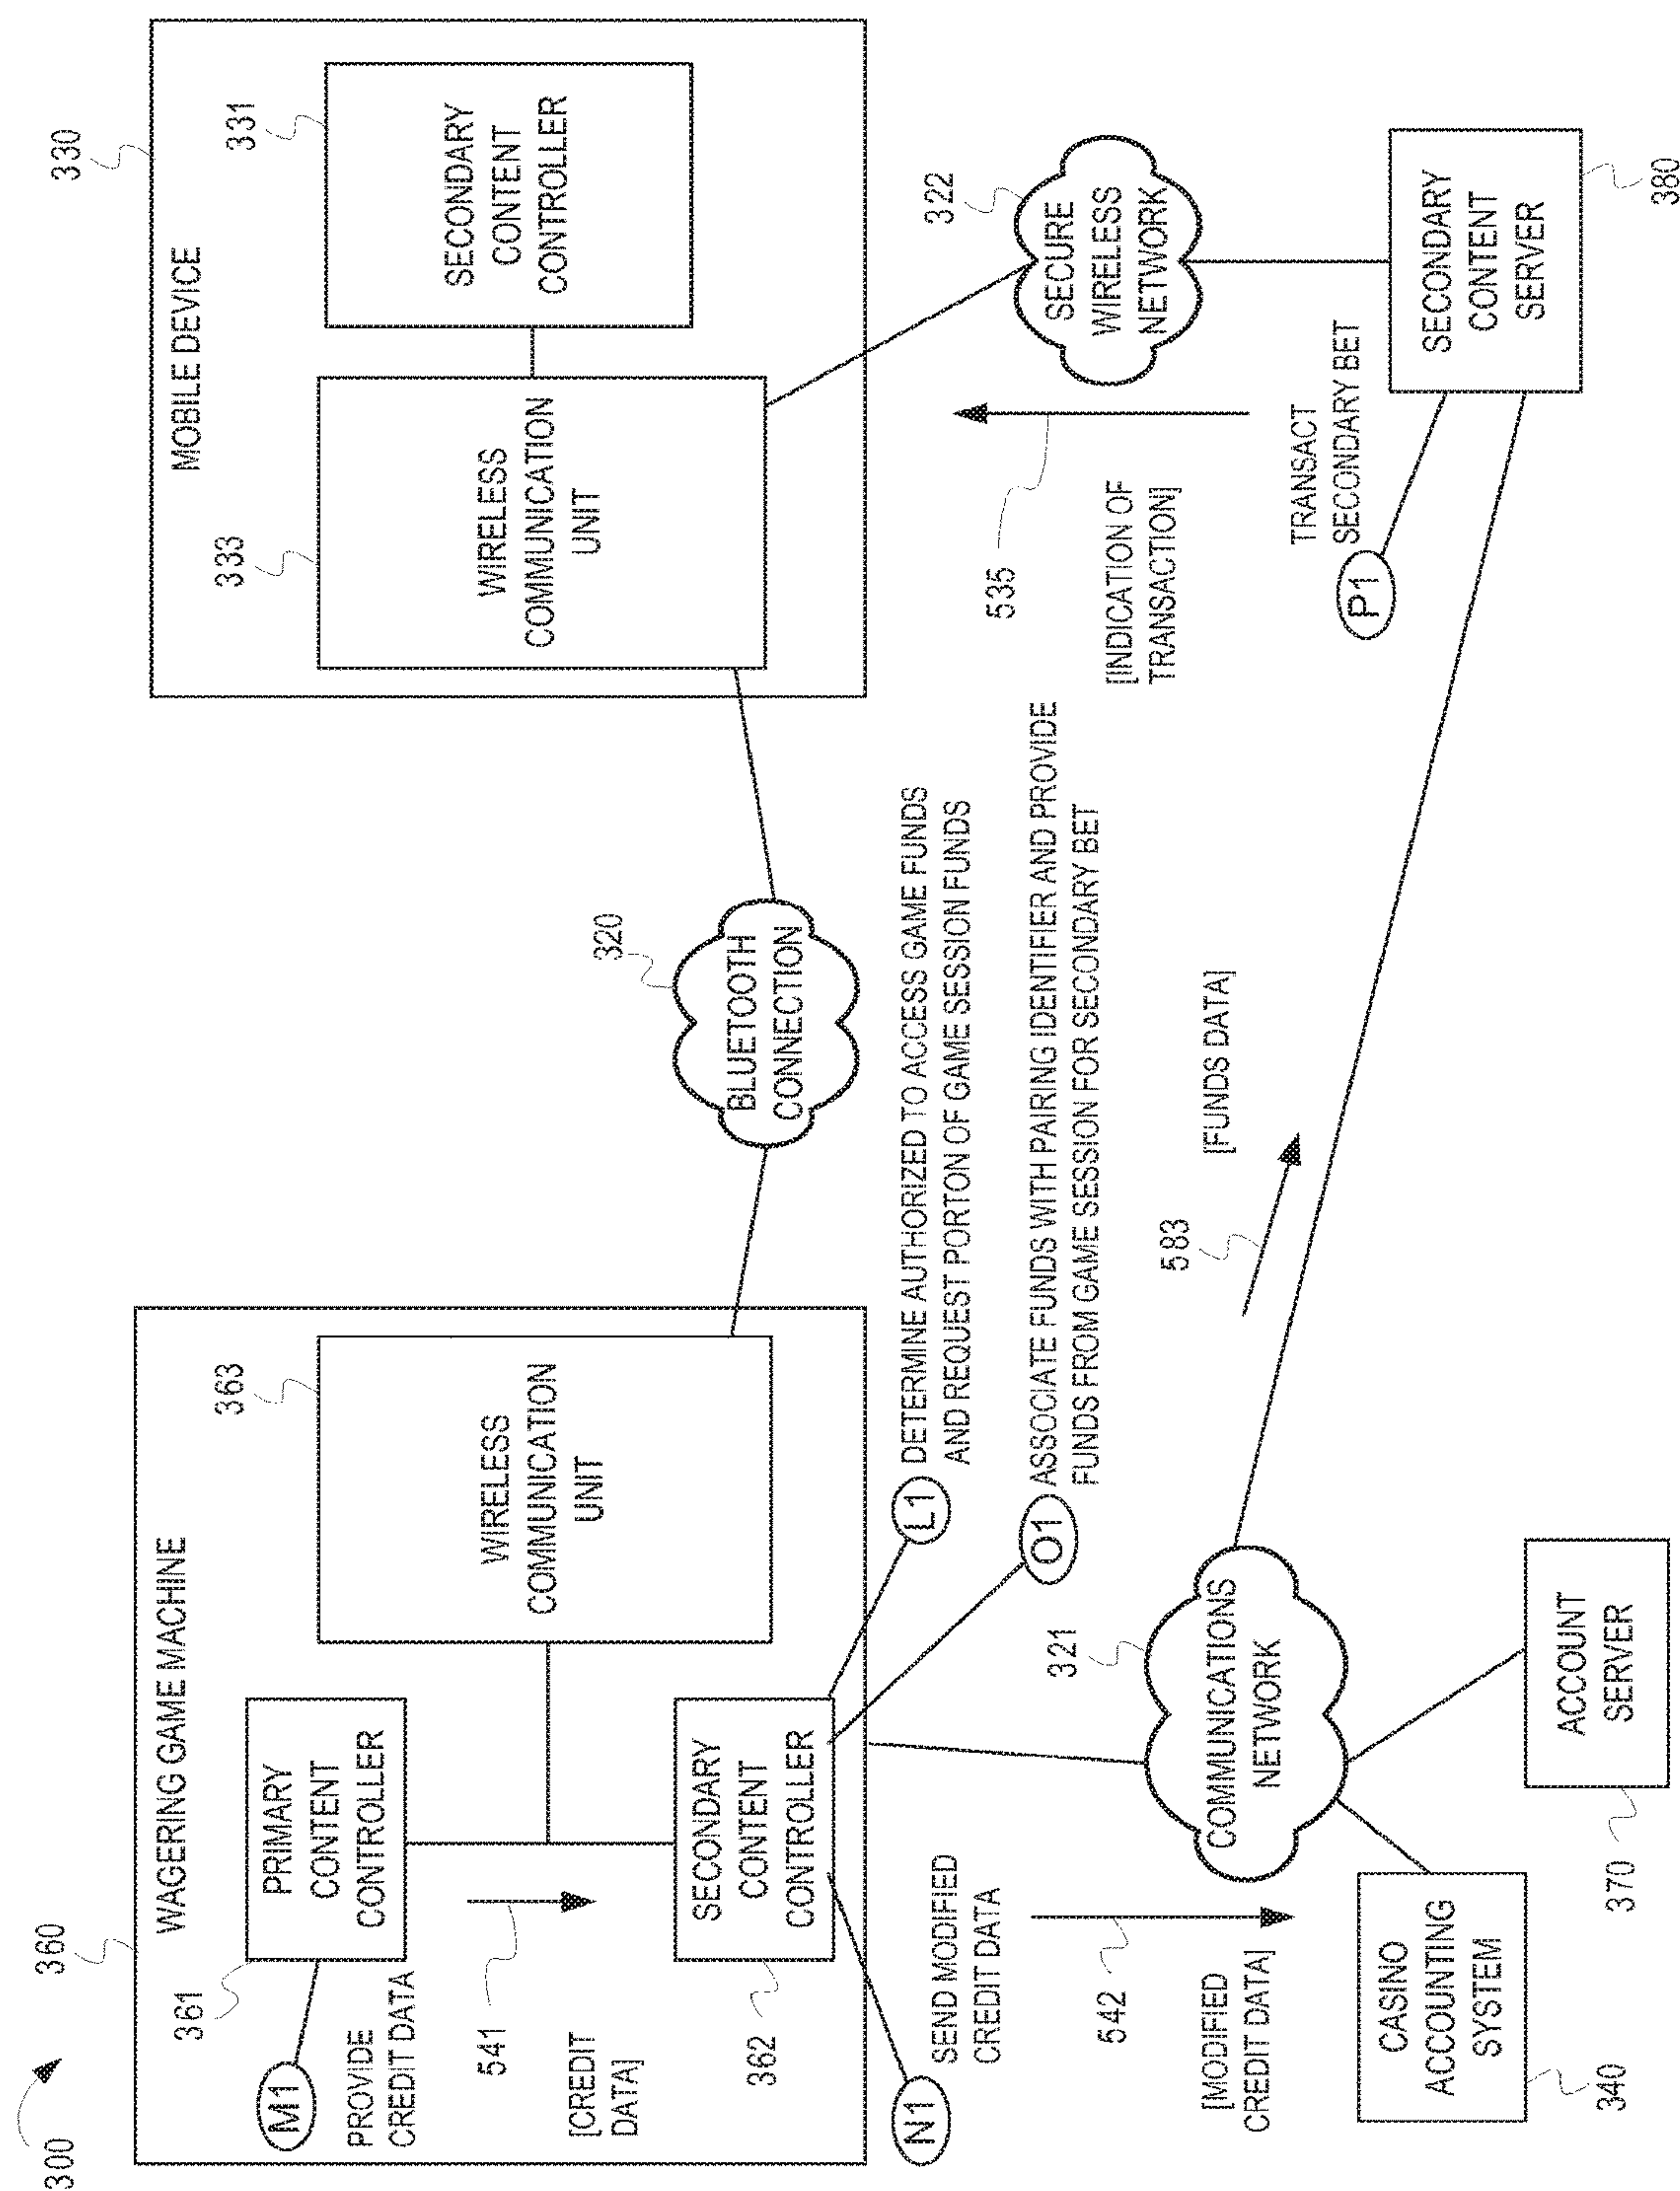 300
360
WAGERING GAME MACHINE
361
PRIMARY
CONTENT
CONTROLLER
M1
PROVIDE
CREDIT DATA
541
[CREDIT
DATA]
362
SECONDARY
CONTENT
CONTROLLER
363
WIRELESS
COMMUNICATION
UNIT
320
BLUETOOTH
CONNECTION
330
MOBILE DEVICE
333
WIRELESS
COMMUNICATION
UNIT
331
SECONDARY
CONTENT
CONTROLLER
L1
DETERMINE AUTHORIZED TO ACCESS GAME FUNDS
AND REQUEST PORTON OF GAME SESSION FUNDS
O1
ASSOCIATE FUNDS WITH PAIRING IDENTIFIER AND PROVIDE
FUNDS FROM GAME SESSION FOR SECONDARY BET
N1
SEND MODIFIED
CREDIT DATA
542
[MODIFIED
CREDIT DATA]
321
COMMUNICATIONS
NETWORK
583
[FUNDS DATA]
322
SECURE
WIRELESS
NETWORK
535
[INDICATION OF
TRANSACTION]
TRANSACT
SECONDARY BET
P1
SECONDARY
CONTENT
SERVER
380
CASINO
ACCOUNTING
SYSTEM
340
ACCOUNT
SERVER
370